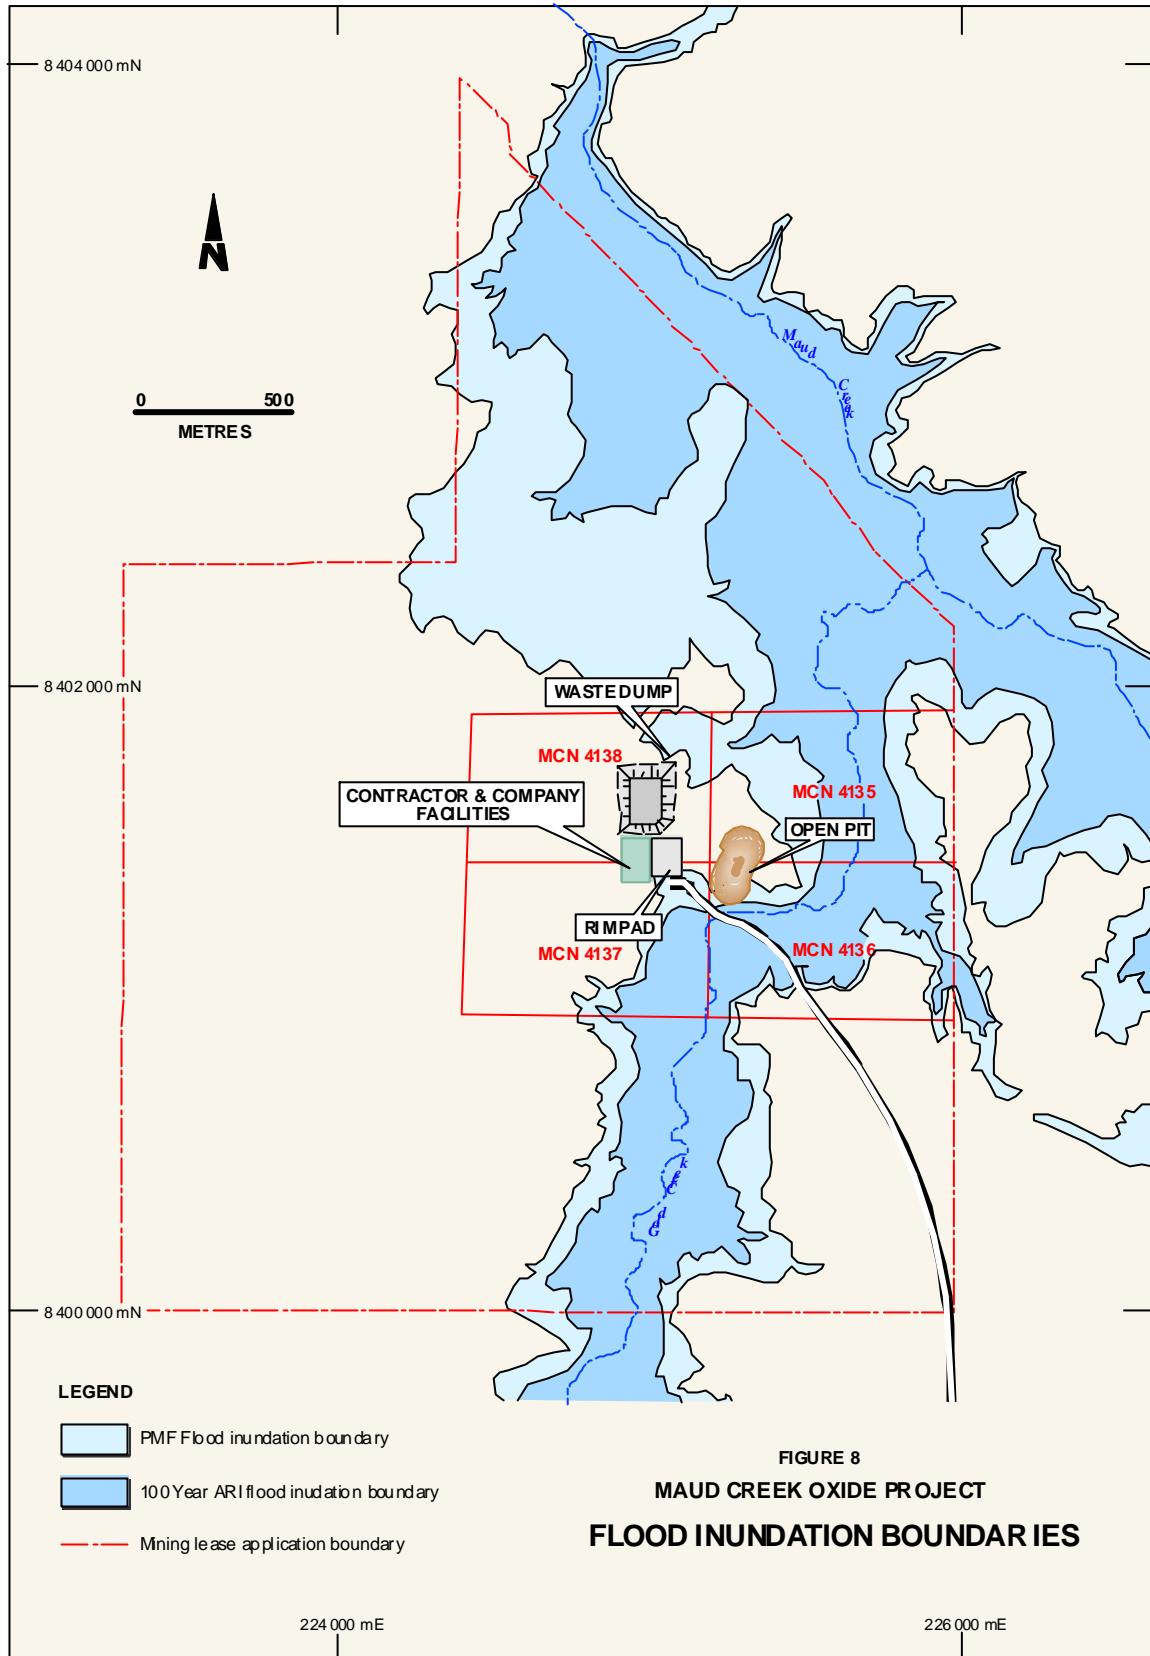 8 404 000 mN
N
Maud
Creek
0 500
METRES
8 402 000 mN
WASTE DUMP
MCN 4138
CONTRACTOR & COMPANY
FACILITIES
MCN 4135
OPEN PIT
RIMPAD
MCN 4137
MCN 4136
Creek
God
8 400 000 mN
LEGEND
PMF Flood inundation boundary
100 Year ARI flood inudation boundary
Mining lease application boundary
FIGURE 8
MAUD CREEK OXIDE PROJECT
FLOOD INUNDATION BOUNDARIES
224 000 mE
226 000 mE